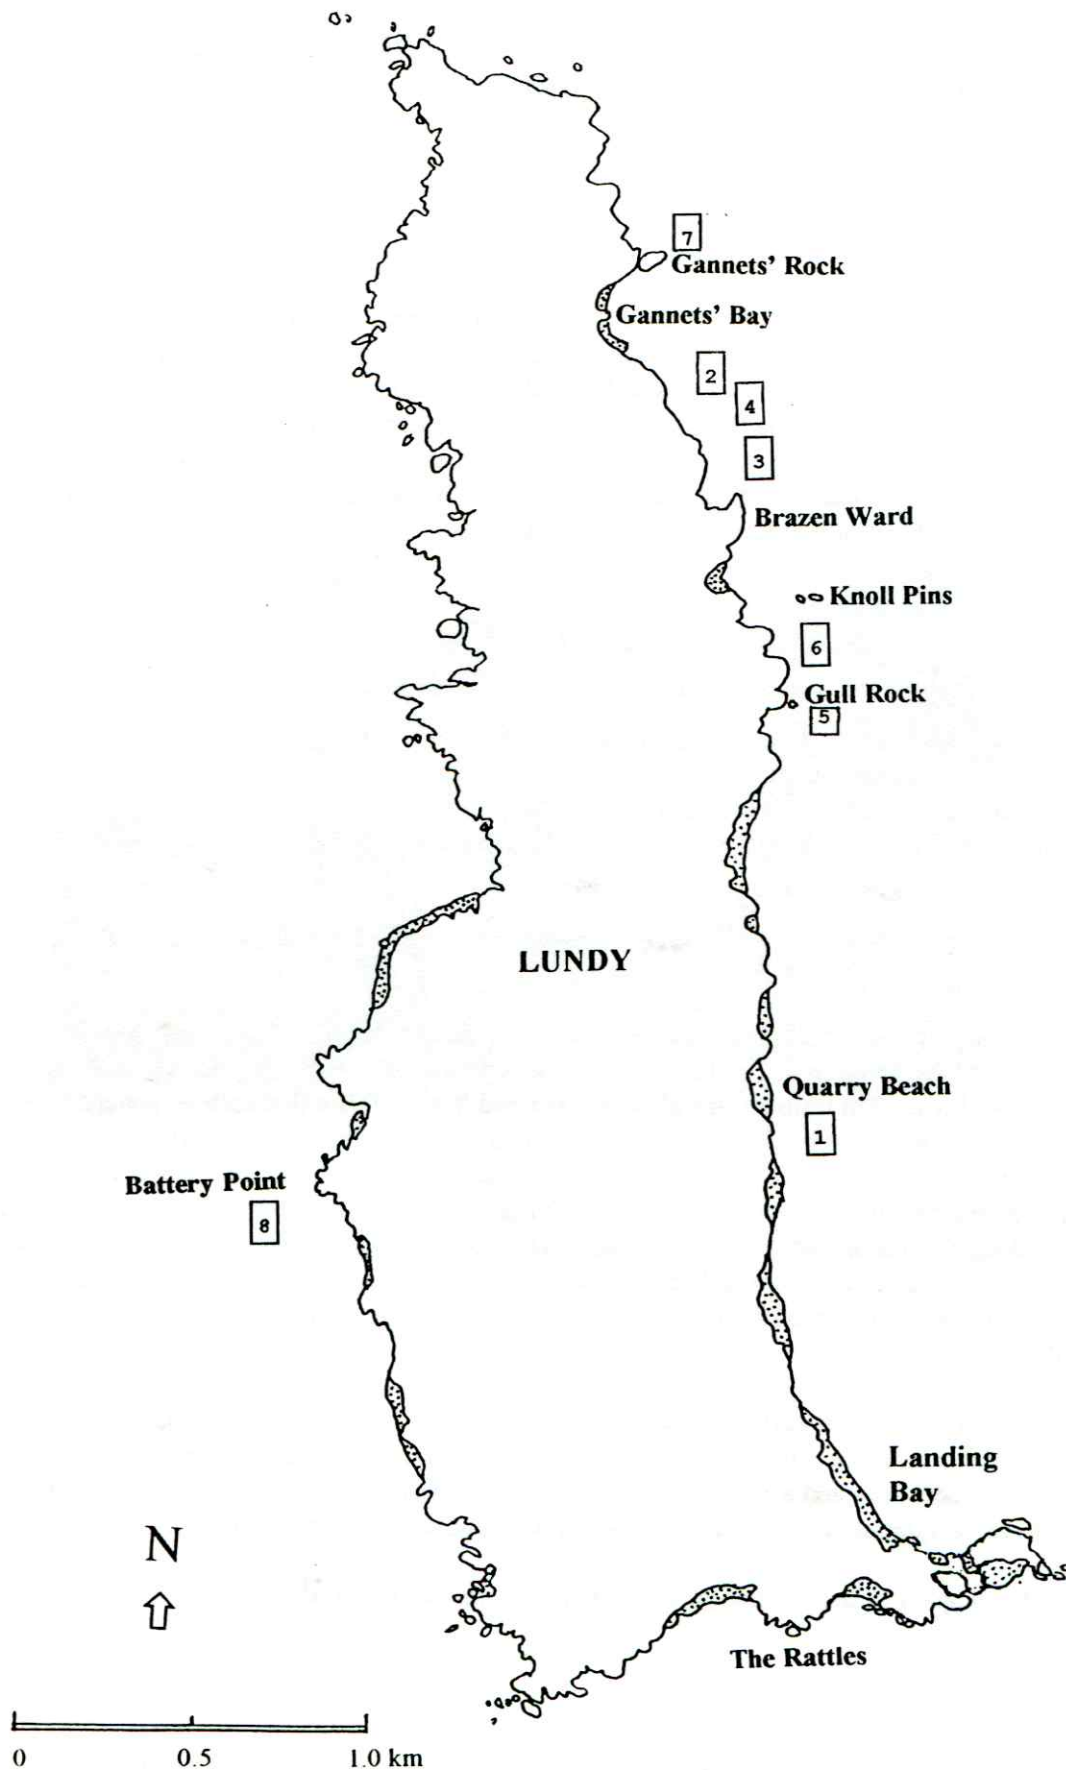 7
Gannets' Rock
Gannets' Bay
2
4
3
Brazen Ward
Knoll Pins
6
Gull Rock
5
LUNDY
Quarry Beach
1
Battery Point
8
Landing
Bay
N
The Rattles
0 0.5 1.0 km